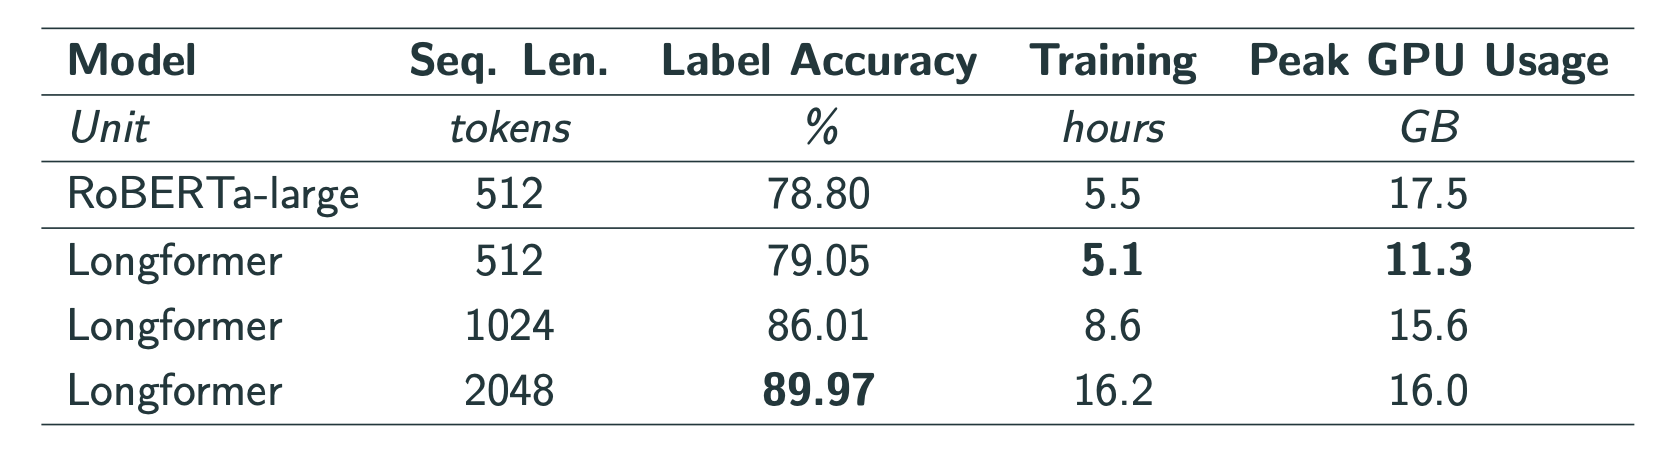 Model Seq. Len. Label Accuracy Training Peak GPU Usage
Unit tokens % hours GB
RoBERTa-large 512 78.80 5.5 17.5
Longformer 512 79.05 5.1 11.3
Longformer 1024 86.01 8.6 15.6
Longformer 2048 89.97 16.2 16.0